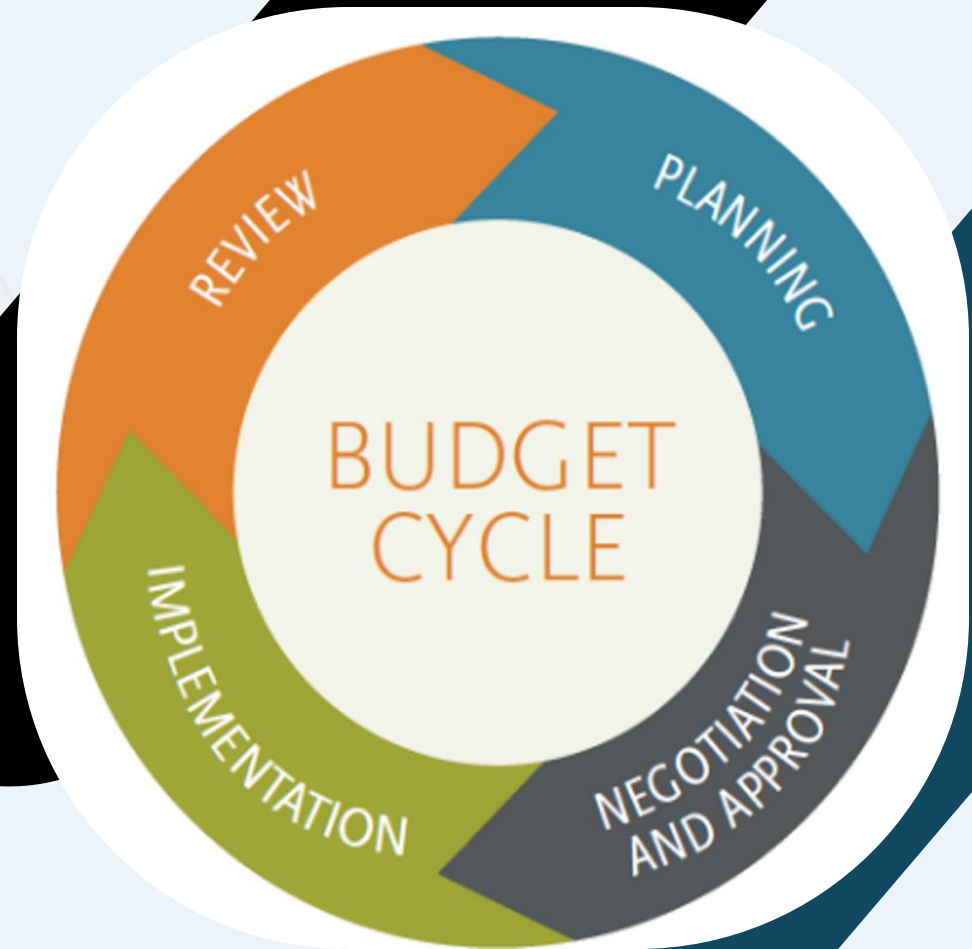 BUDGET
CYCLE
PLANNING
NEGOTIATION
AND APPROVAL
IMPLEMENTATION
REVIEW